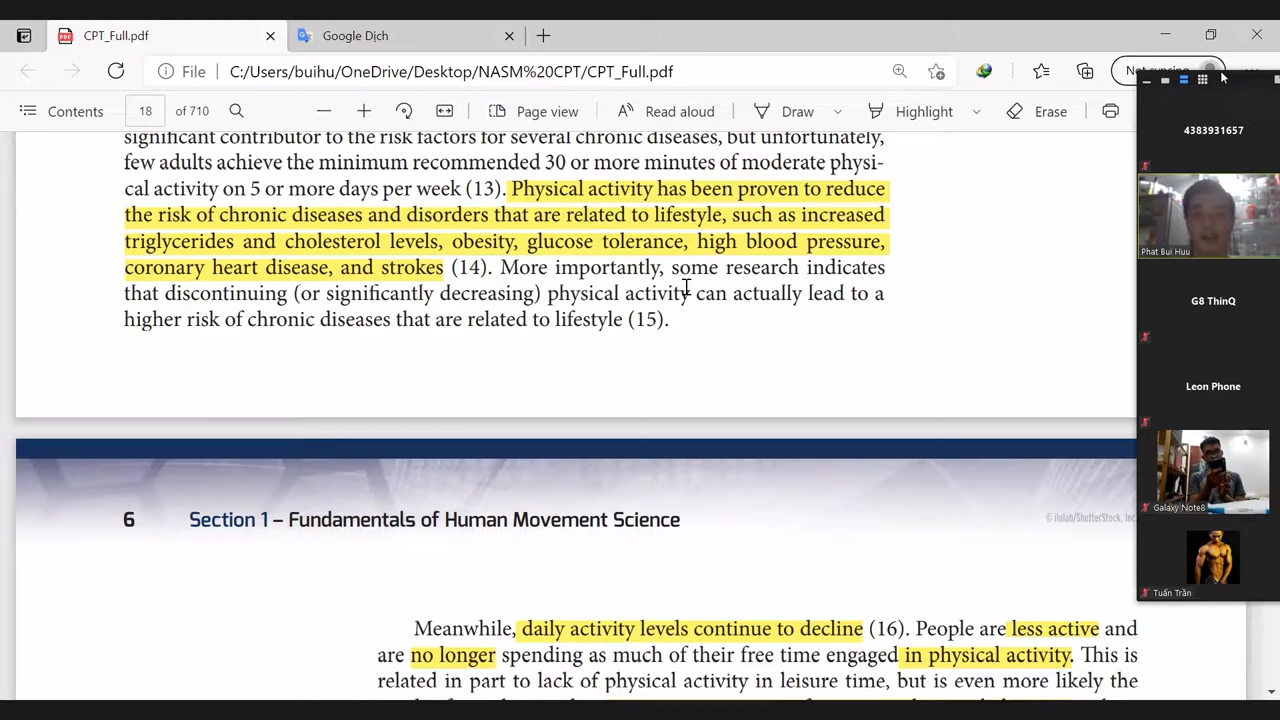 CPT_Full.pdf
Google Dịch
File
C:/Users/buihu/OneDrive/Desktop/NASM%20CPT/CPT_Full.pdf
Not syncing
Contents
18
of 710
Page view
Read aloud
Draw
Highlight
Erase
significant contributor to the risk factors for several chronic diseases, but unfortunately,
few adults achieve the minimum recommended 30 or more minutes of moderate physi-
cal activity on 5 or more days per week (13). Physical activity has been proven to reduce
the risk of chronic diseases and disorders that are related to lifestyle, such as increased
triglycerides and cholesterol levels, obesity, glucose tolerance, high blood pressure,
coronary heart disease, and strokes (14). More importantly, some research indicates
that discontinuing (or significantly decreasing) physical activity can actually lead to a
higher risk of chronic diseases that are related to lifestyle (15).
6 Section 1 – Fundamentals of Human Movement Science
© ilolab/ShutterStock, Inc.
Meanwhile, daily activity levels continue to decline (16). People are less active and
are no longer spending as much of their free time engaged in physical activity. This is
related in part to lack of physical activity in leisure time, but is even more likely the
4383931657
Phat Bui Huu
G8 ThinQ
Leon Phone
Galaxy Note8
Tuấn Trần